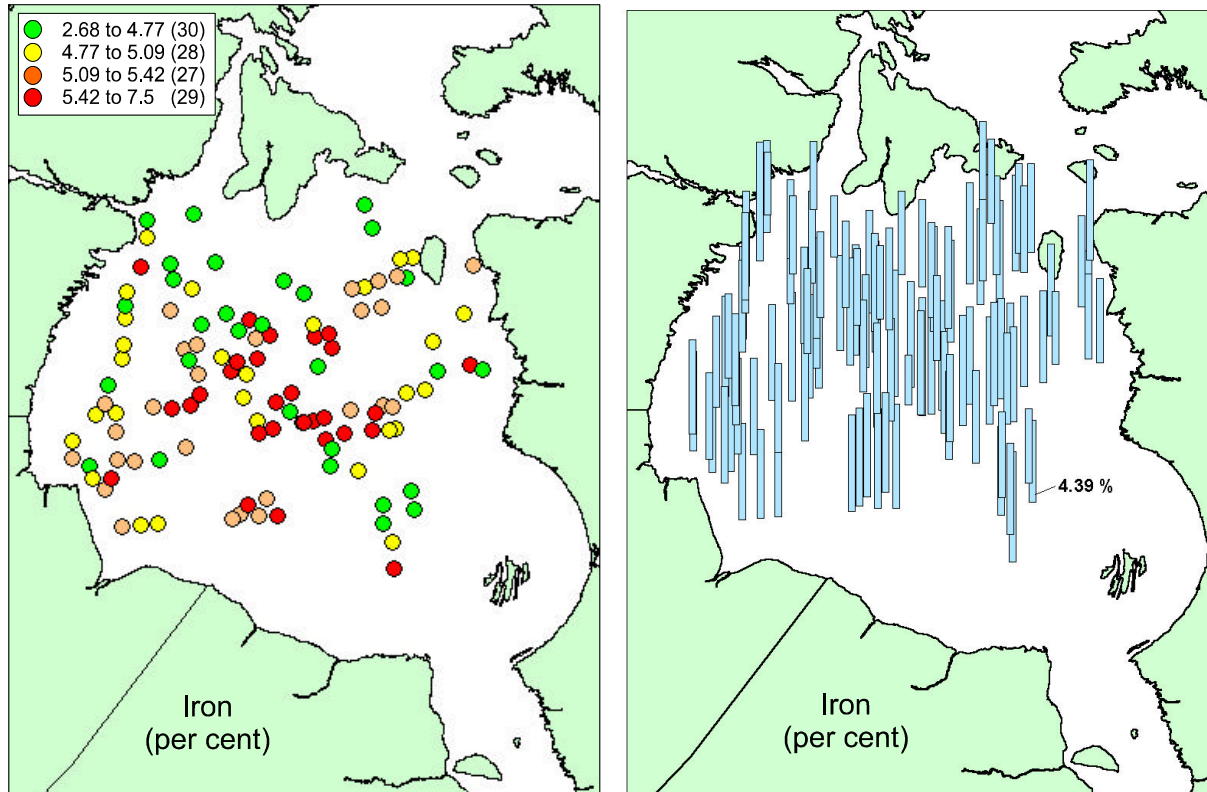 2.68 to 4.77 (30)
4.77 to 5.09 (28)
5.09 to 5.42 (27)
5.42 to 7.5 (29)
Iron
(per cent)
4.39 %
Iron
(per cent)